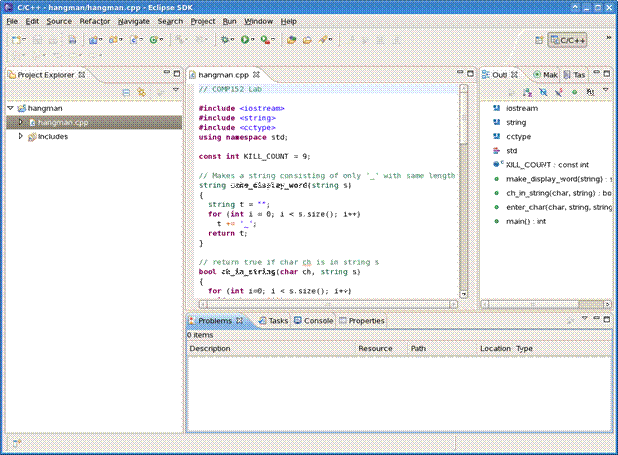 C/C++ - hangman/hangman.cpp - Eclipse SDK
File Edit Source Refactor Navigate Search Project Run Window Help
C/C++
Project Explorer
hangman
hangman.cpp
Includes
hangman.cpp
// COMP152 Lab
#include <iostream>
#include <string>
#include <cctype>
using namespace std;
const int KILL_COUNT = 9;
// Makes a string consisting of only '_' with same length
string make_display_word(string s)
{
string t = "";
for (int i = 0; i < s.size(); i++)
t += '_';
return t;
}
// return true if char ch is in string s
bool ch_in_string(char ch, string s)
{
for (int i=0; i < s.size(); i++)
Outl Mak Tas
iostream
string
cctype
std
KILL_COUNT : const int
make_display_word(string) : s
ch_in_string(char, string) : bo
enter_char(char, string, string
main() : int
Problems Tasks Console Properties
0 items
Description Resource Path Location Type